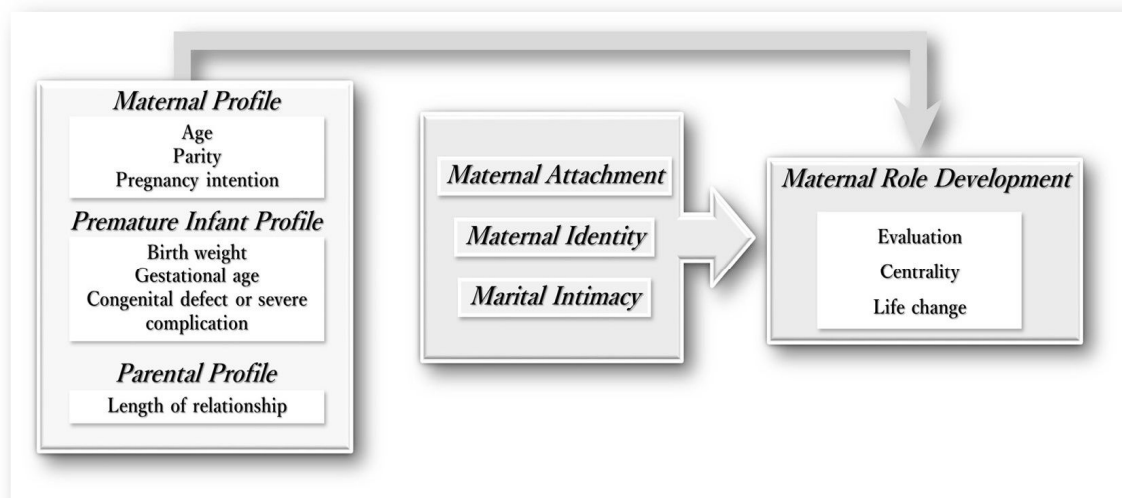 Maternal Profile
Age
Parity
Pregnancy intention
Premature Infant Profile
Birth weight
Gestational age
Congenital defect or severe
complication
Parental Profile
Length of relationship
Maternal Attachment
Maternal Identity
Marital Intimacy
Maternal Role Development
Evaluation
Centrality
Life change